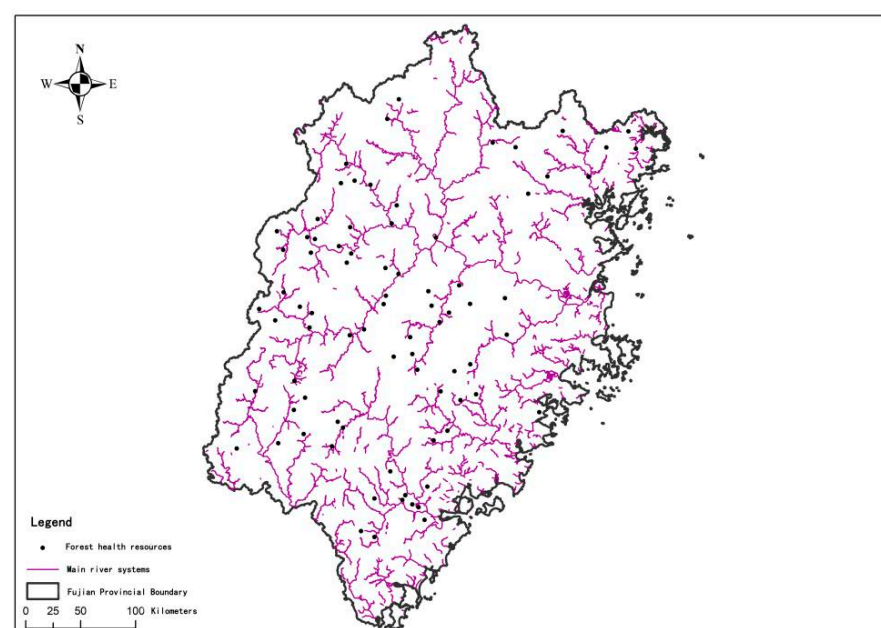 N
W E
S
Legend
Forest health resources
Main river systems
Fujian Provincial Boundary
0 25 50 100 Kilometers